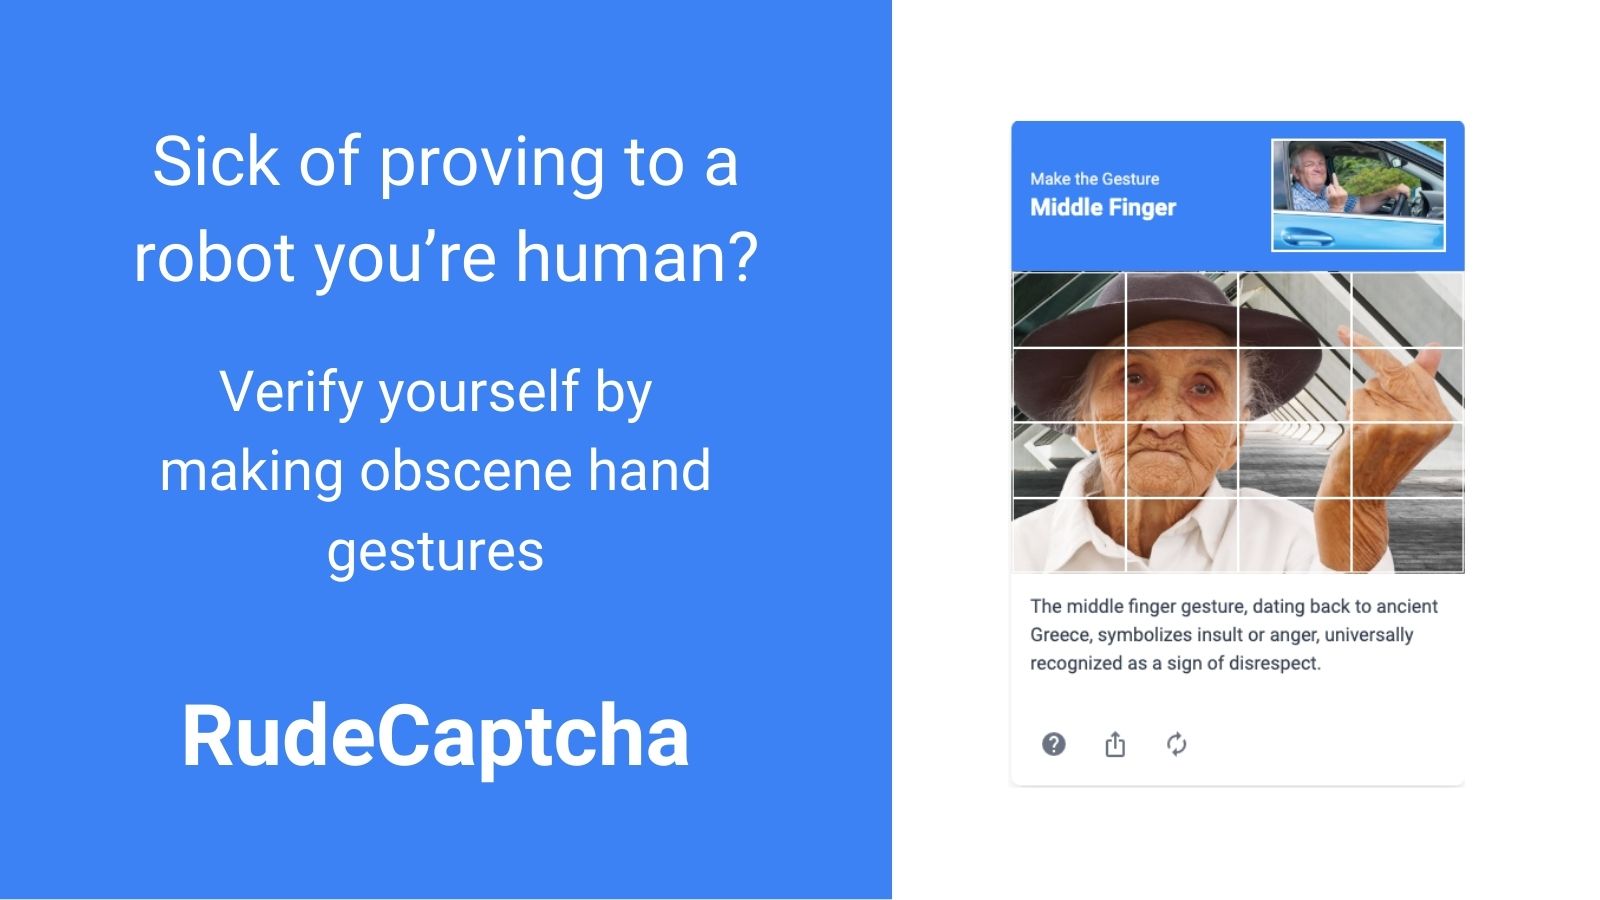 Sick of proving to a
robot you’re human?
Verify yourself by
making obscene hand
gestures
RudeCaptcha
Make the Gesture
Middle Finger
The middle finger gesture, dating back to ancient
Greece, symbolizes insult or anger, universally
recognized as a sign of disrespect.